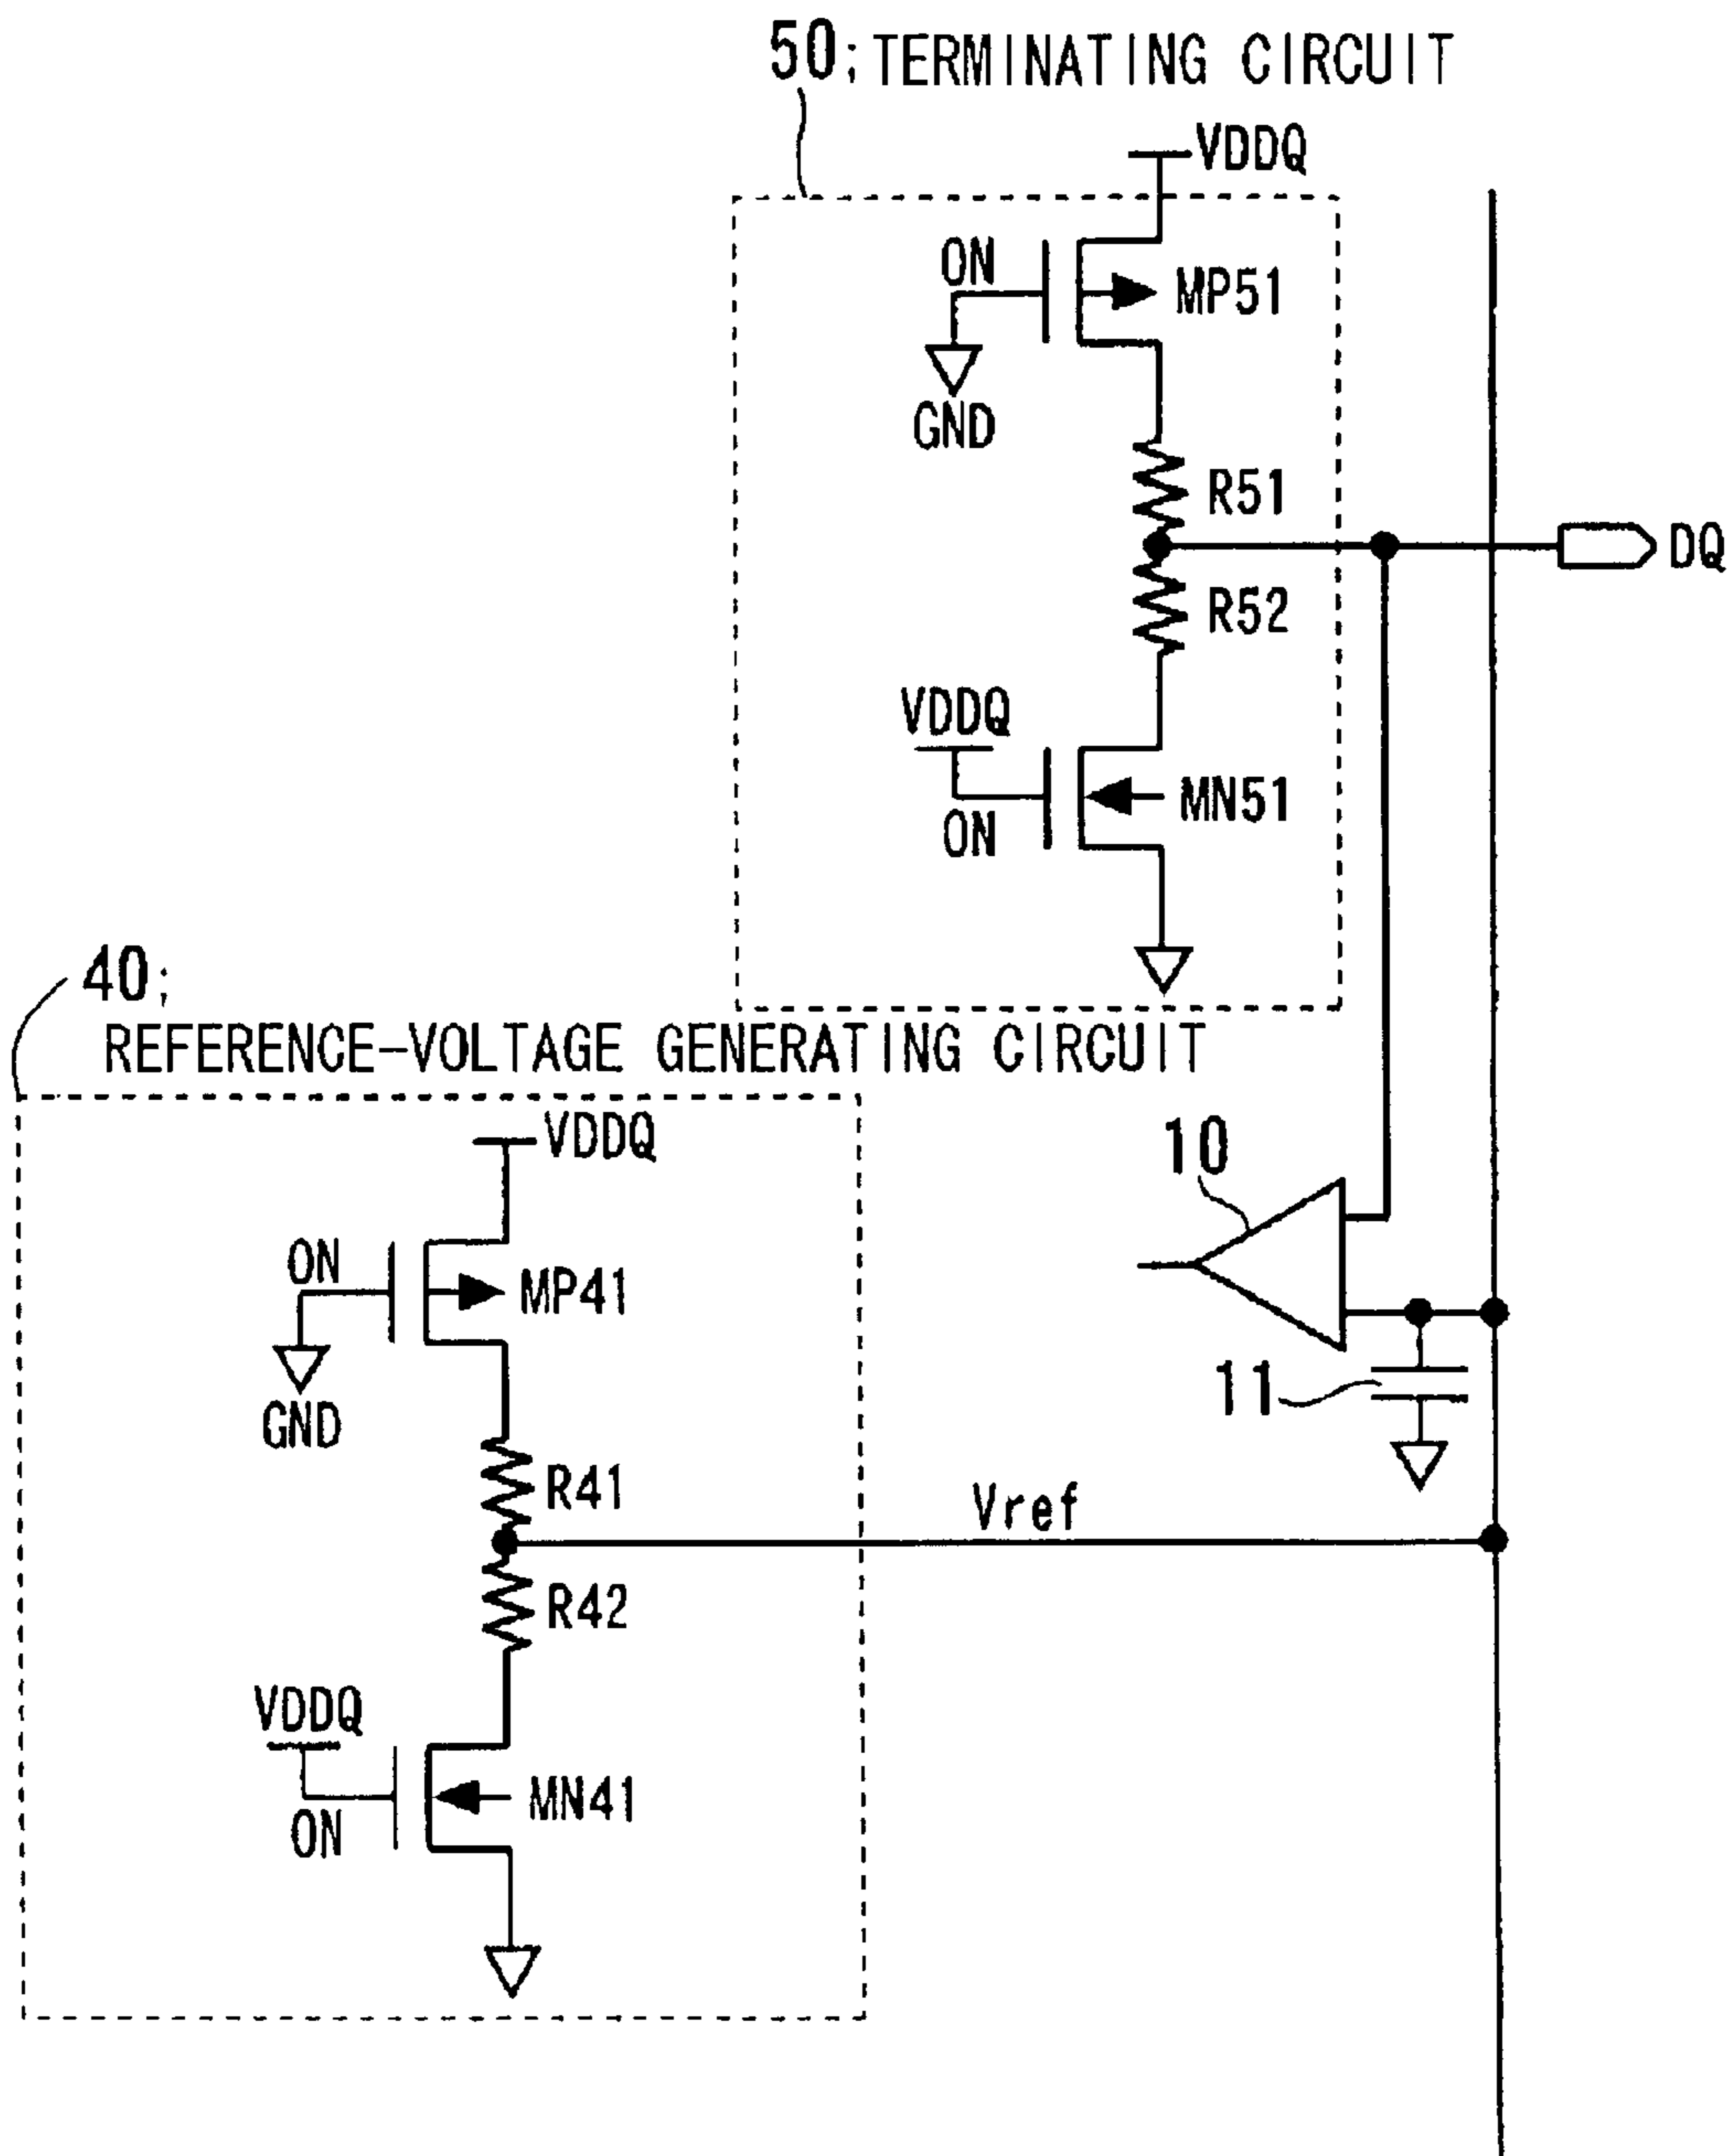 50; TERMINATING CIRCUIT
VDDQ
ON
MP51
GND
R51
DQ
R52
VDDQ
MN51
ON
40;
REFERENCE-VOLTAGE GENERATING CIRCUIT
VDDQ
10
ON
MP41
11
GND
R41
Vref
R42
VDDQ
MN41
ON